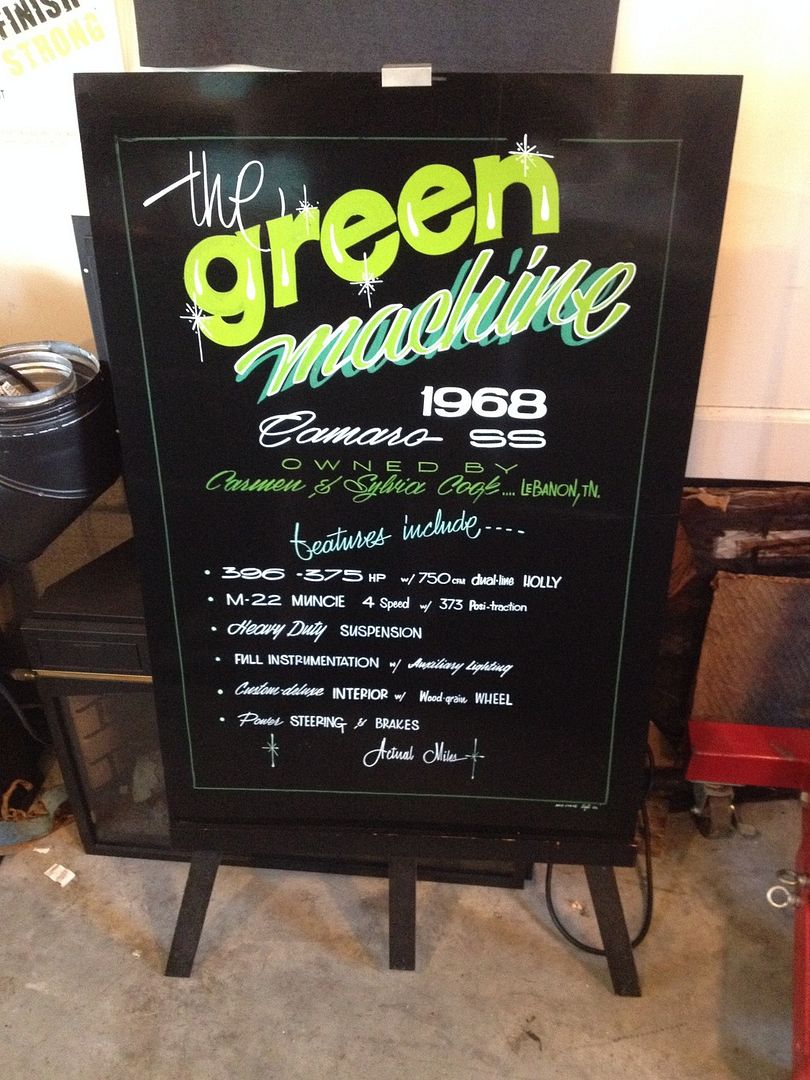 FINISH
STRONG
the
green
machine
1968
Camaro SS
OWNED BY
Carmen & Sylvia Cook.... LEBANON, TN.
features include----
• 396 -375 HP w/ 750 CFM dual-line HOLLY
• M-22 MUNCIE 4 Speed w/ 373 Posi-traction
• Heavy Duty SUSPENSION
• FULL INSTRUMENTATION w/ Auxiliary Lighting
• Custom-deluxe INTERIOR w/ Wood-grain WHEEL
• Power STEERING & BRAKES
Actual Miles